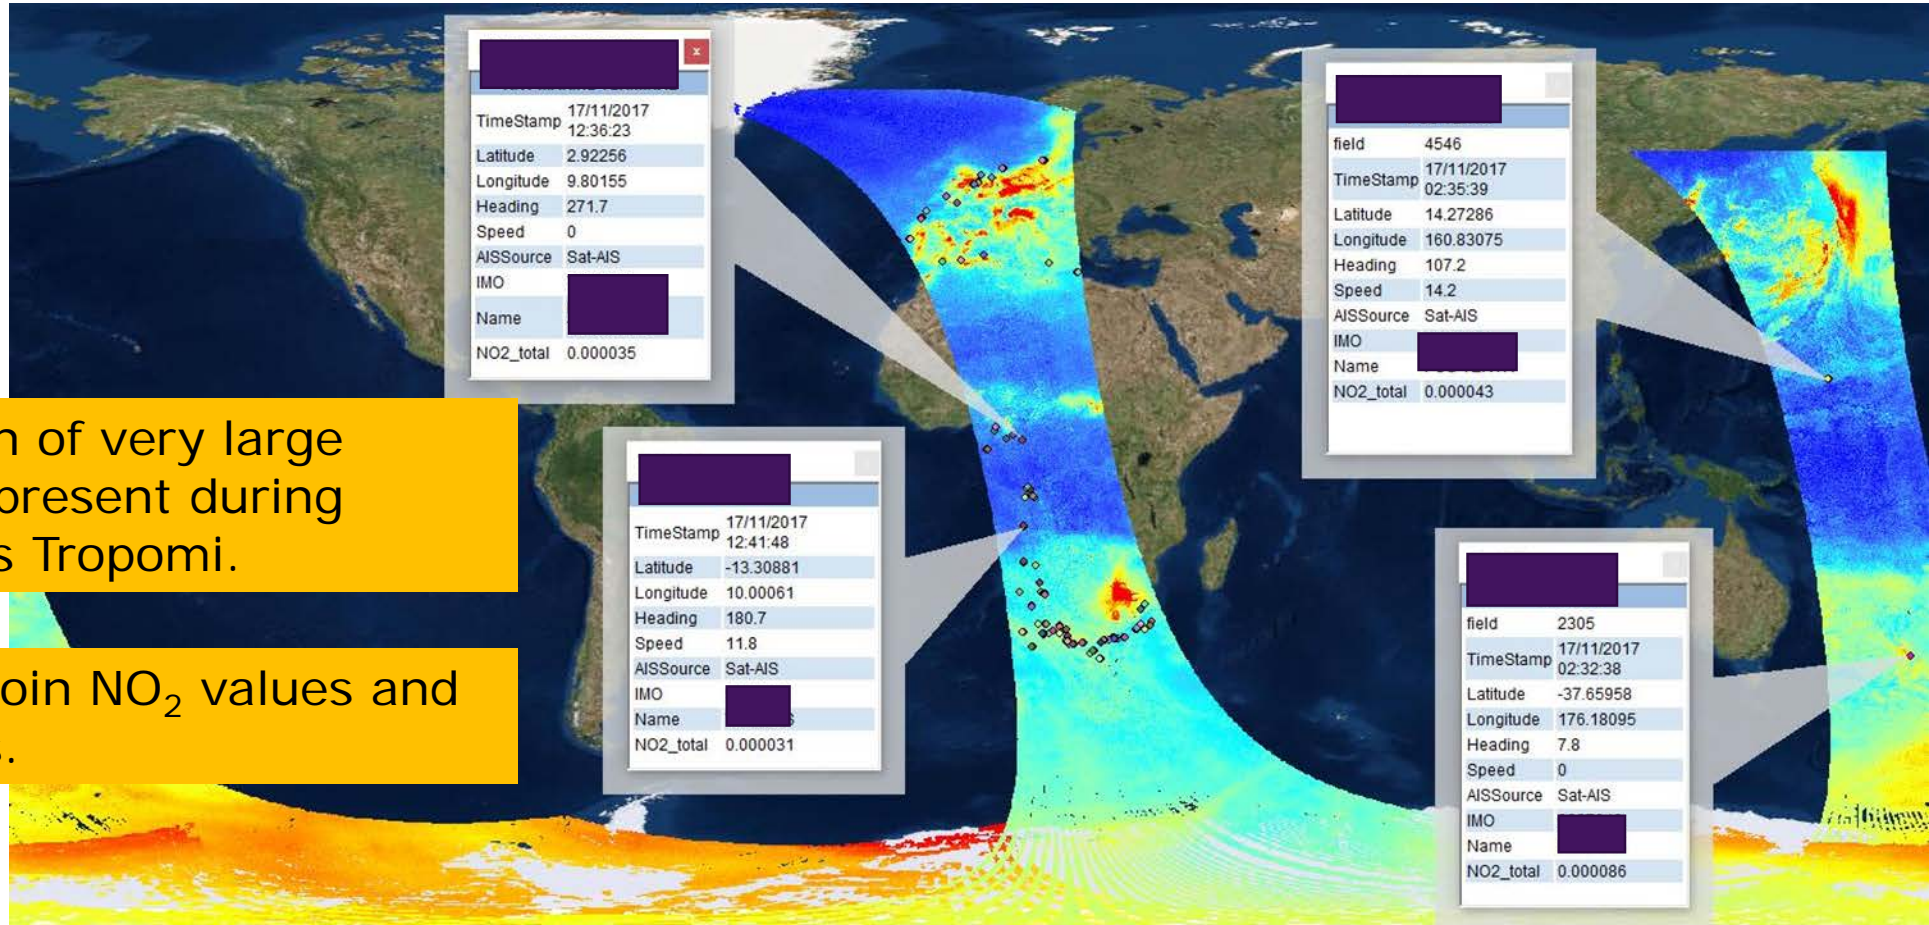 x
TimeStamp 17/11/2017 12:36:23
Latitude 2.92256
Longitude 9.80155
Heading 271.7
Speed 0
AISSource Sat-AIS
IMO
Name
NO2_total 0.000035
field 4546
TimeStamp 17/11/2017 02:35:39
Latitude 14.27286
Longitude 160.83075
Heading 107.2
Speed 14.2
AISSource Sat-AIS
IMO
Name
NO2_total 0.000043
of very large
present during
s Tropomi.
oin NO₂ values and
TimeStamp 17/11/2017 12:41:48
Latitude -13.30881
Longitude 10.00061
Heading 180.7
Speed 11.8
AISSource Sat-AIS
IMO
Name
NO2_total 0.000031
field 2305
TimeStamp 17/11/2017 02:32:38
Latitude -37.65958
Longitude 176.18095
Heading 7.8
Speed 0
AISSource Sat-AIS
IMO
Name
NO2_total 0.000086